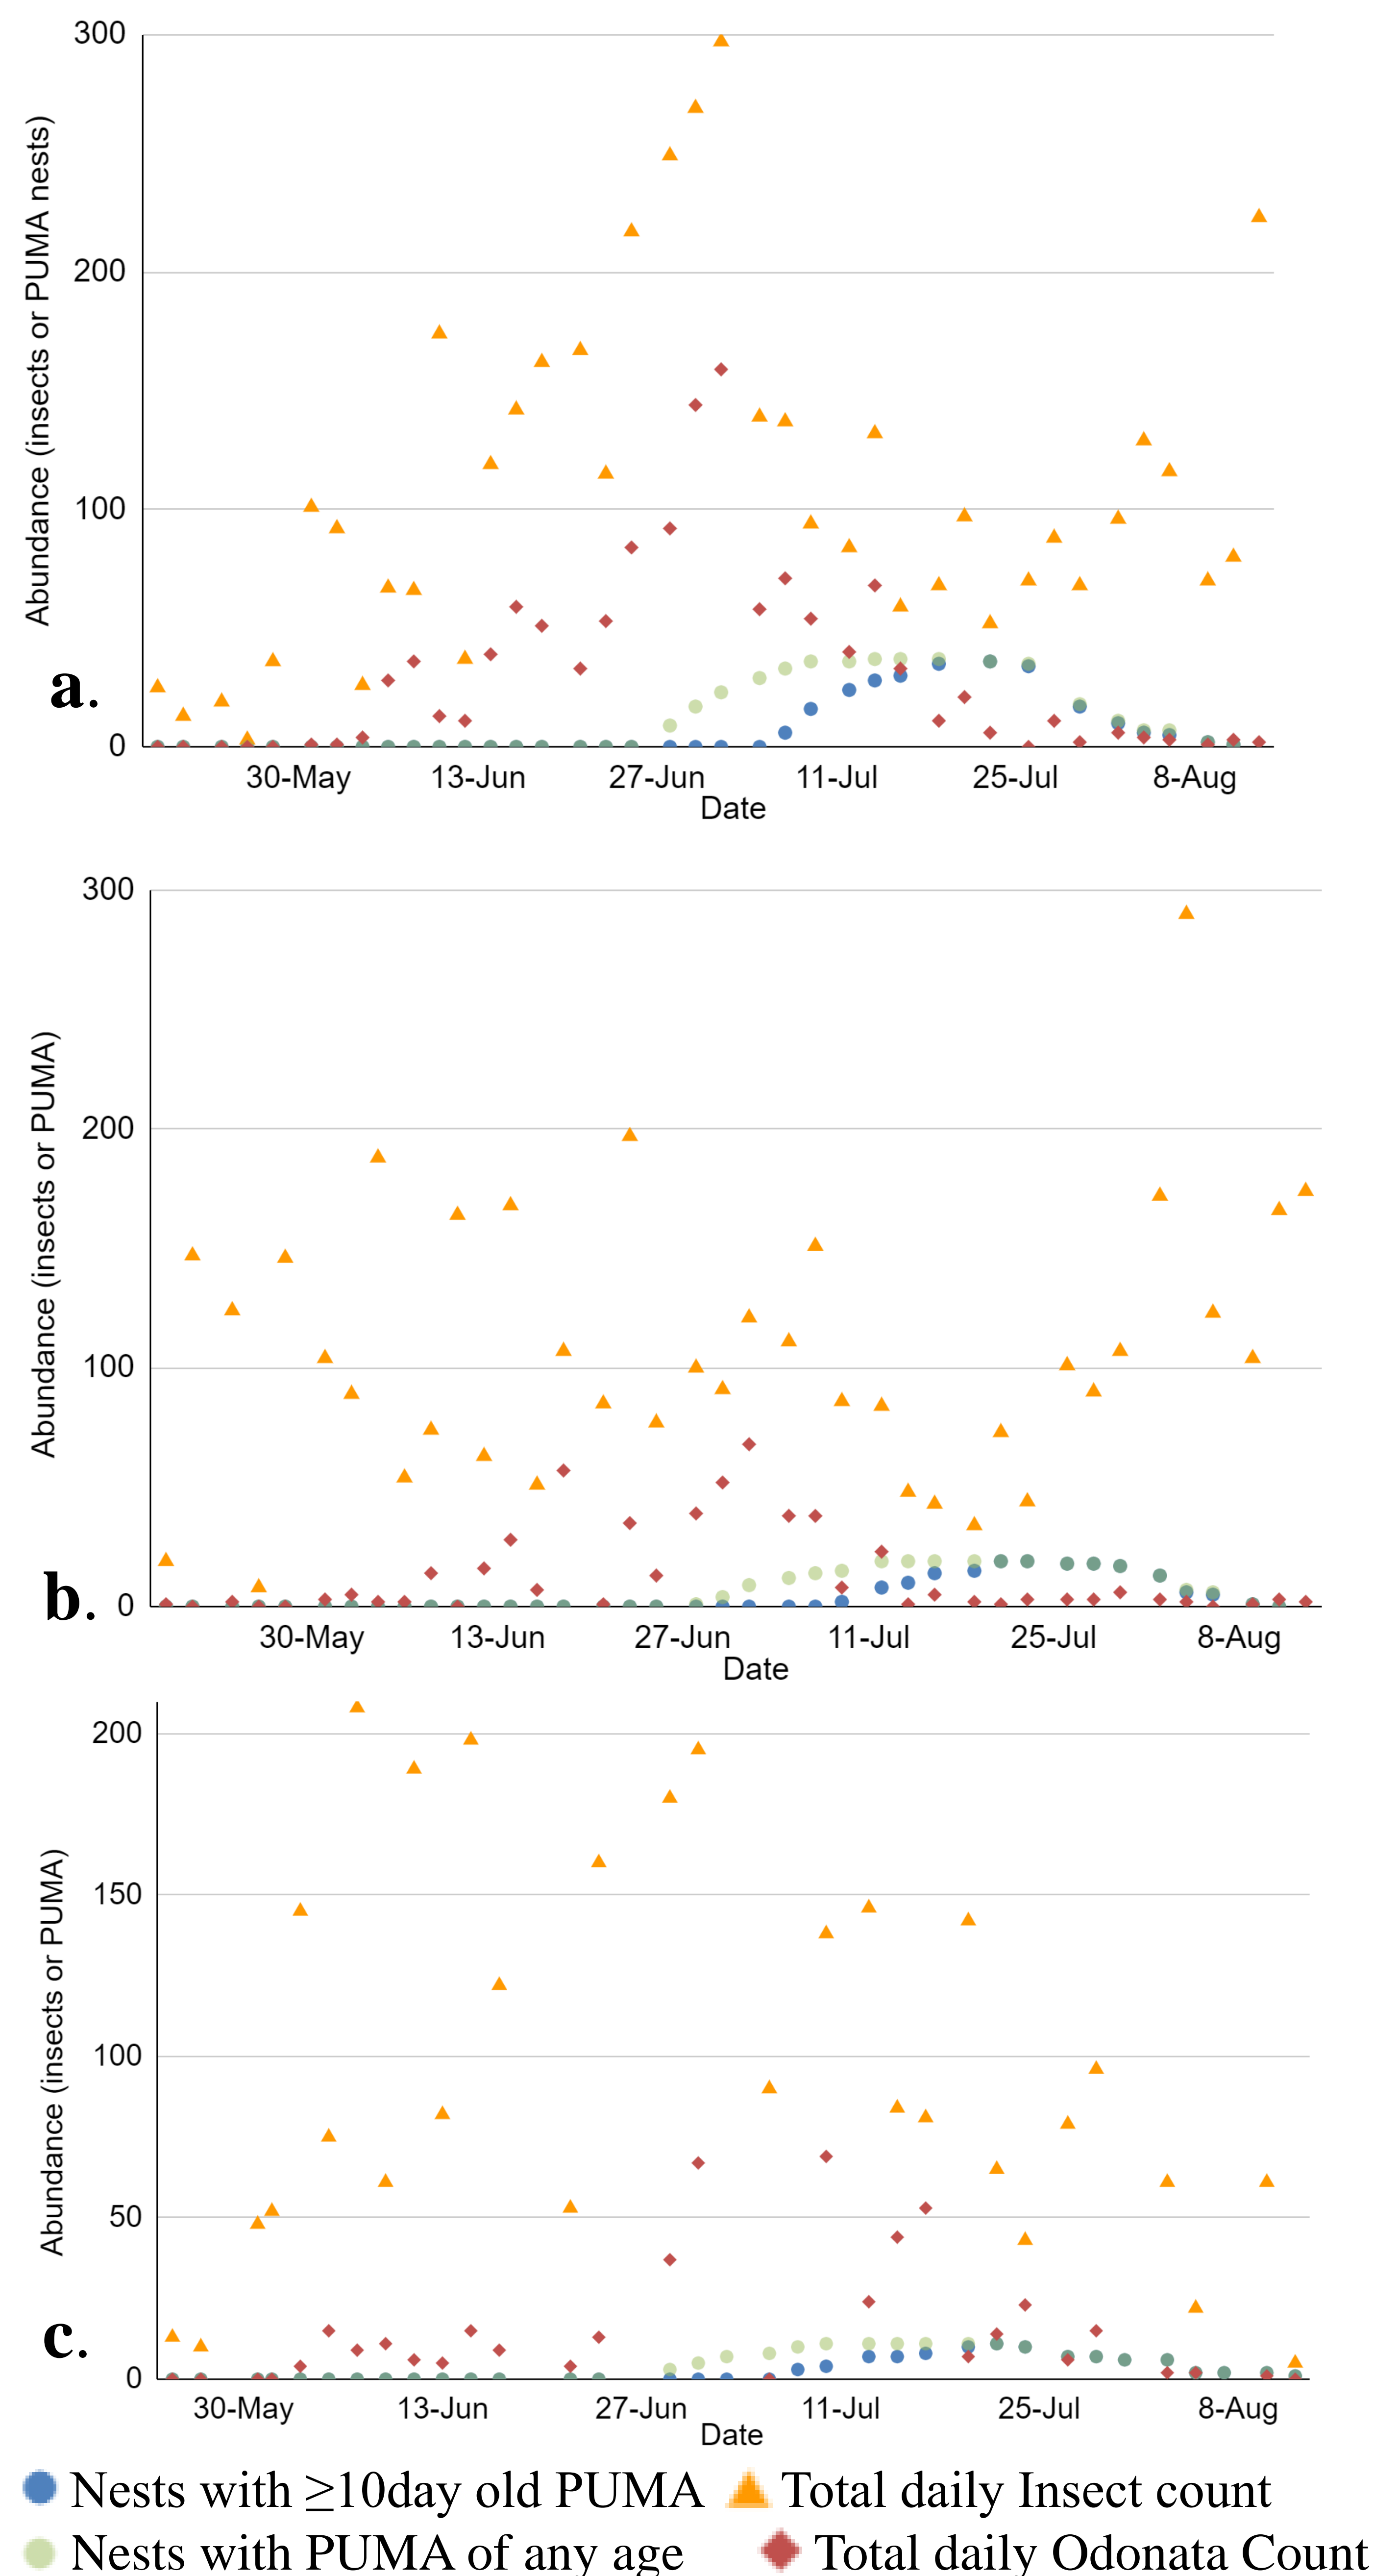 300
200
100
0
Abundance (insects or PUMA nests)
a.
30-May 13-Jun 27-Jun 11-Jul 25-Jul 8-Aug
Date
300
200
100
0
Abundance (insects or PUMA)
b.
30-May 13-Jun 27-Jun 11-Jul 25-Jul 8-Aug
Date
200
150
100
50
0
Abundance (insects or PUMA)
c.
30-May 13-Jun 27-Jun 11-Jul 25-Jul 8-Aug
Date
Nests with ≥10day old PUMA Total daily Insect count
Nests with PUMA of any age Total daily Odonata Count